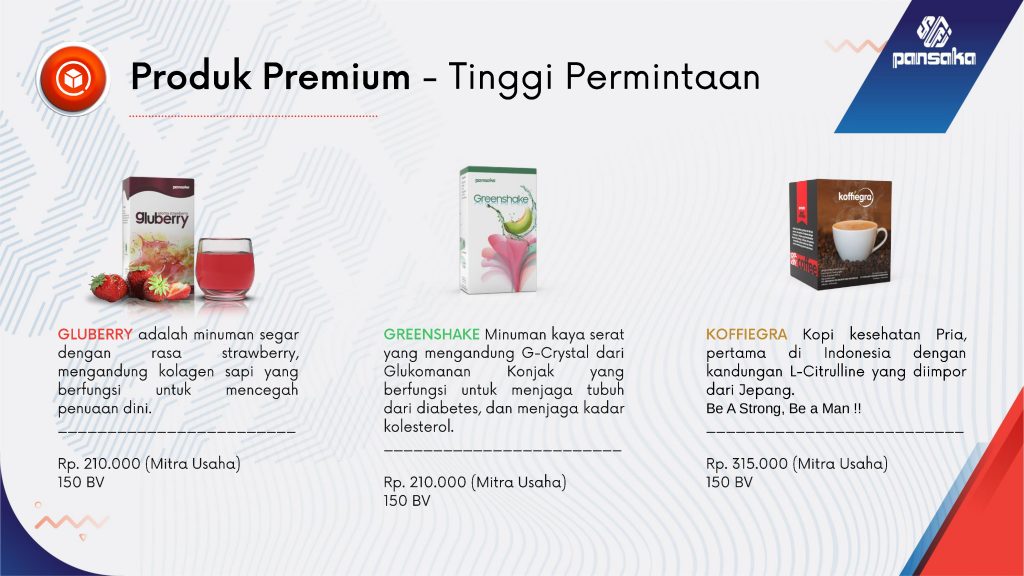 pansaka
Produk Premium - Tinggi Permintaan
pansaka
gluberry
pansaka
Greenshake
koffiegra
GLUBERRY adalah minuman segar
dengan rasa strawberry,
mengandung kolagen sapi yang
berfungsi untuk mencegah
penuaan dini.
Rp. 210.000 (Mitra Usaha)
150 BV
GREENSHAKE Minuman kaya serat
yang mengandung G-Crystal dari
Glukomanan Konjak yang
berfungsi untuk menjaga tubuh
dari diabetes, dan menjaga kadar
kolesterol.
Rp. 210.000 (Mitra Usaha)
150 BV
KOFFIEGRA Kopi kesehatan Pria,
pertama di Indonesia dengan
kandungan L-Citrulline yang diimpor
dari Jepang.
Be A Strong, Be a Man !!
Rp. 315.000 (Mitra Usaha)
150 BV